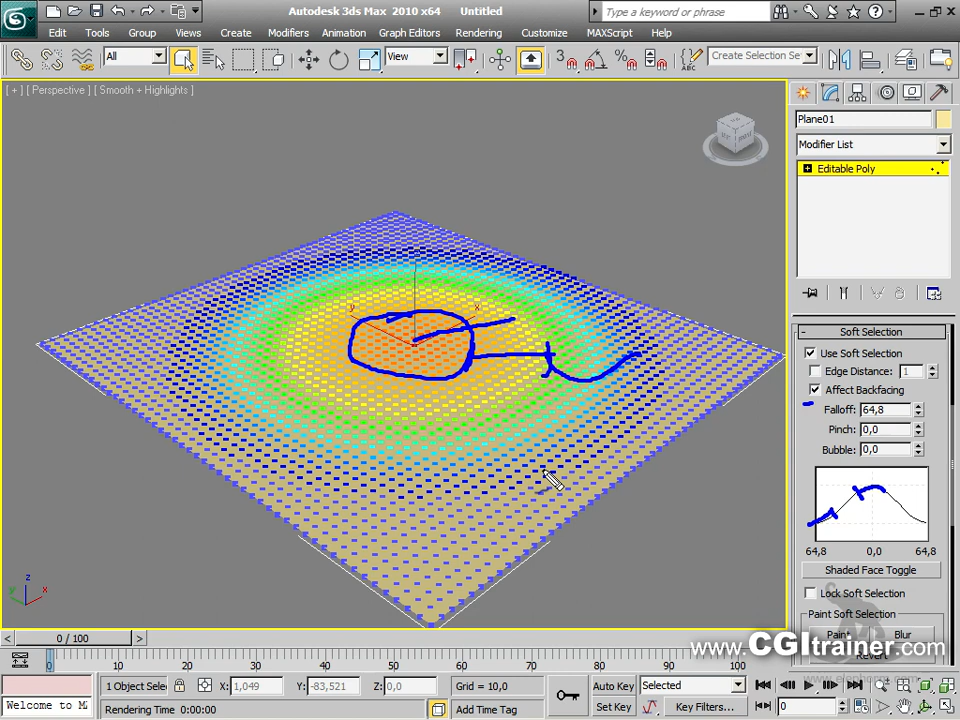 Autodesk 3ds Max 2010 x64 Untitled
Type a keyword or phrase
Edit Tools Group Views Create Modifiers Animation Graph Editors Rendering Customize MAXScript Help
All View 3 Create Selection Se
[ + ] [ Perspective ] [ Smooth + Highlights ]
Plane01
Modifier List
Editable Poly
Soft Selection
Use Soft Selection
Edge Distance: 1
Affect Backfacing
Falloff: 64,8
Pinch: 0,0
Bubble: 0,0
64,8 0,0 64,8
Shaded Face Toggle
Lock Soft Selection
Paint Soft Selection
Paint Blur
Revert
www.CGItrainer.com
y x
z
y x
0 / 100
0 10 20 30 40 50 60 70 80 90 100
1 Object Selec X: 1,049 Y: -83,521 Z: 0,0 Grid = 10,0 Auto Key Selected
Welcome to M Rendering Time 0:00:00 Add Time Tag Set Key Key Filters... 0